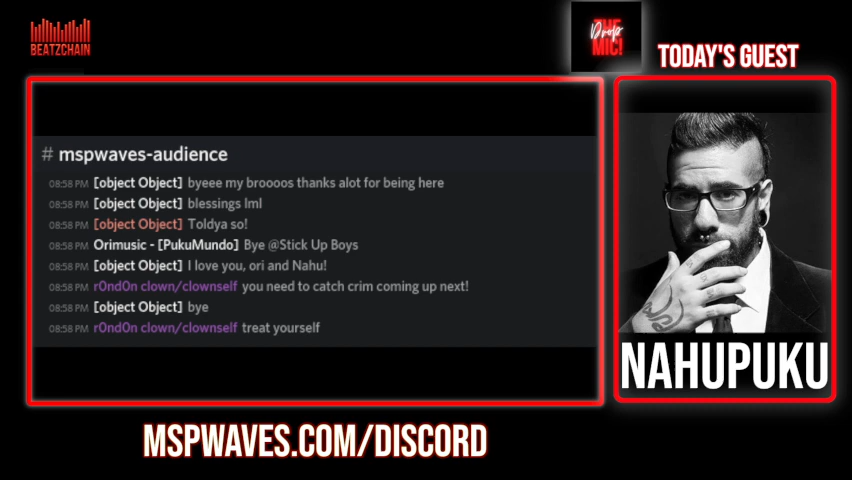 BEATZCHAIN
THE
Drop
MIC!
TODAY'S GUEST
# mspwaves-audience
08:58 PM [object Object] byeee my broooos thanks alot for being here
08:58 PM [object Object] blessings lml
08:58 PM [object Object] Toldya so!
08:58 PM Orimusic - [PukuMundo] Bye @Stick Up Boys
08:58 PM [object Object] I love you, ori and Nahu!
08:58 PM r0nd0n clown/clownself you need to catch crim coming up next!
08:58 PM [object Object] bye
08:58 PM r0nd0n clown/clownself treat yourself
NAHUPUKU
MSPWAVES.COM/DISCORD